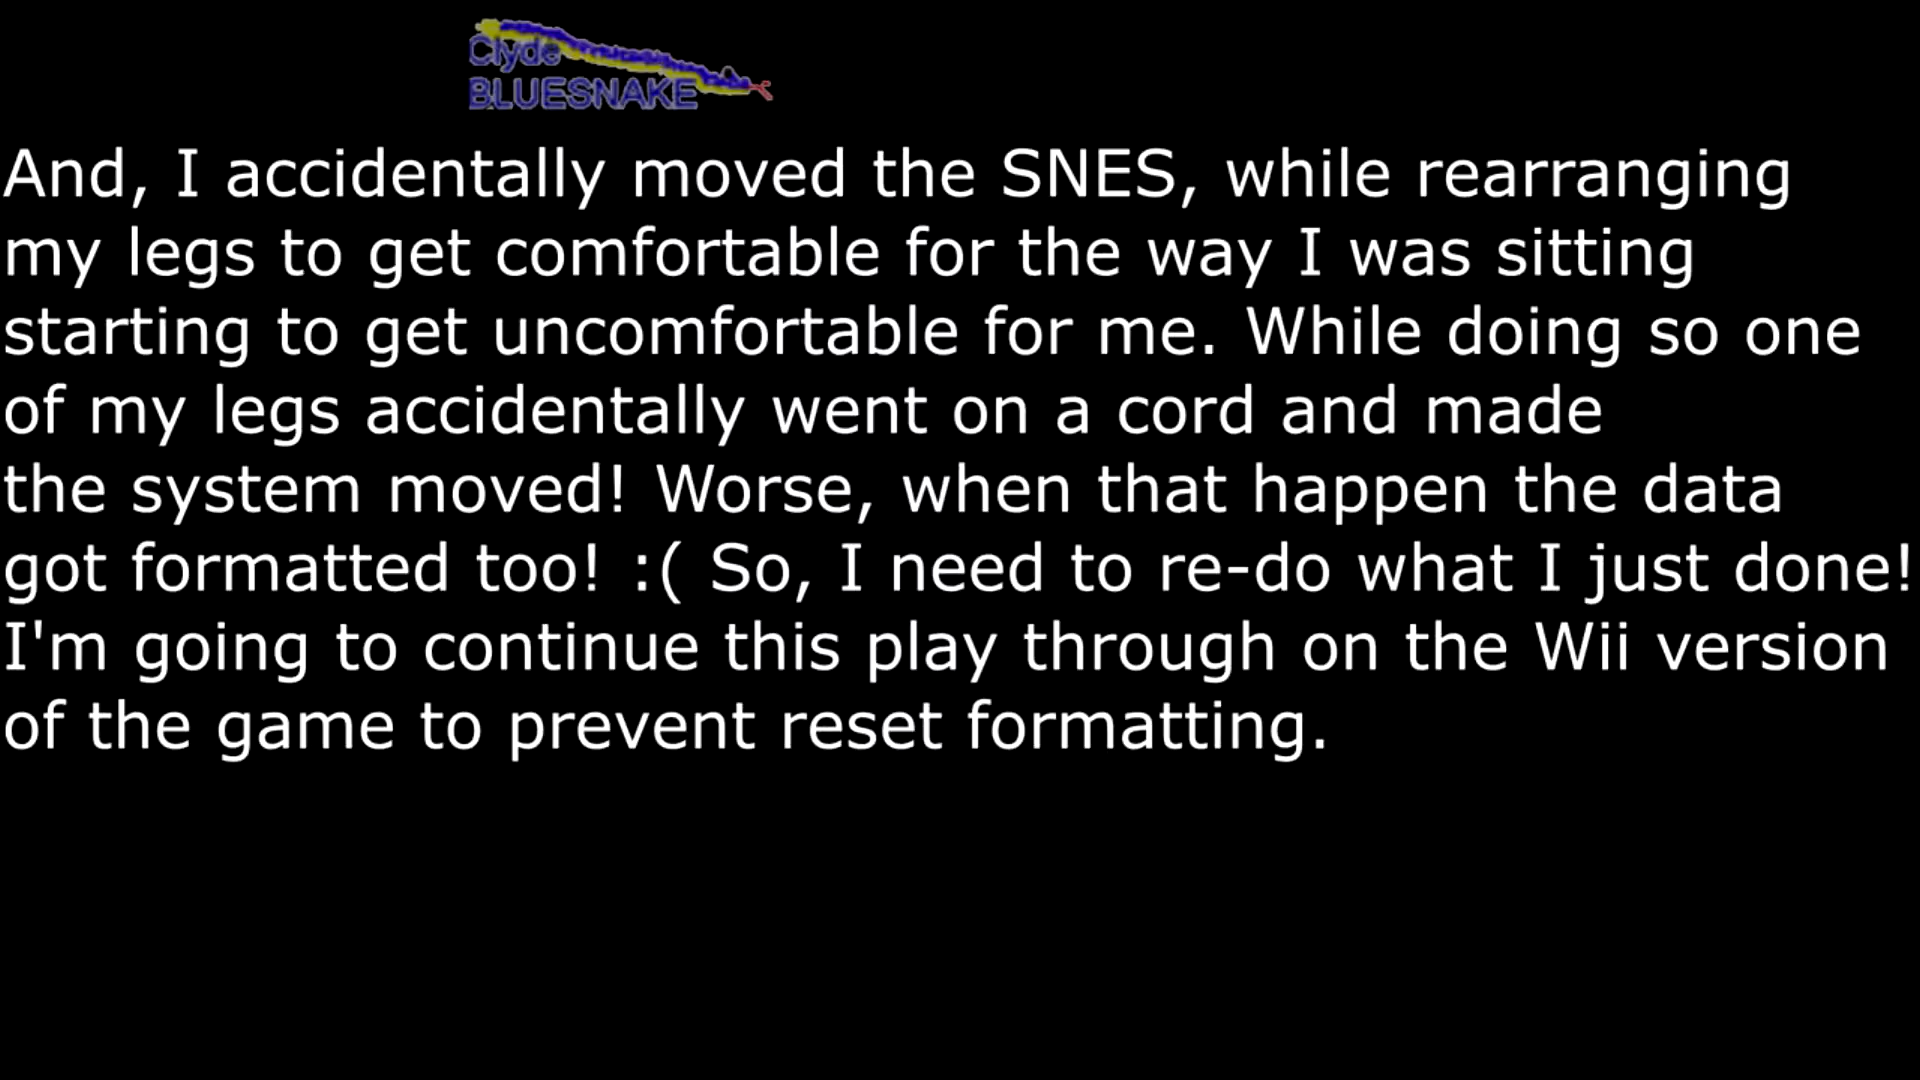 Clyde
BLUESNAKE
And, I accidentally moved the SNES, while rearranging
my legs to get comfortable for the way I was sitting
starting to get uncomfortable for me. While doing so one
of my legs accidentally went on a cord and made
the system moved! Worse, when that happen the data
got formatted too! :( So, I need to re-do what I just done!
I'm going to continue this play through on the Wii version
of the game to prevent reset formatting.